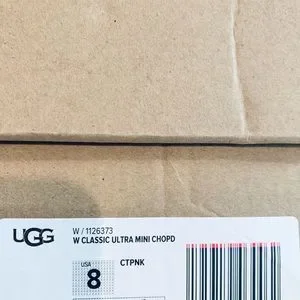 UGG
W / 1126373
W CLASSIC ULTRA MINI CHOPD
USA
8
CTPNK